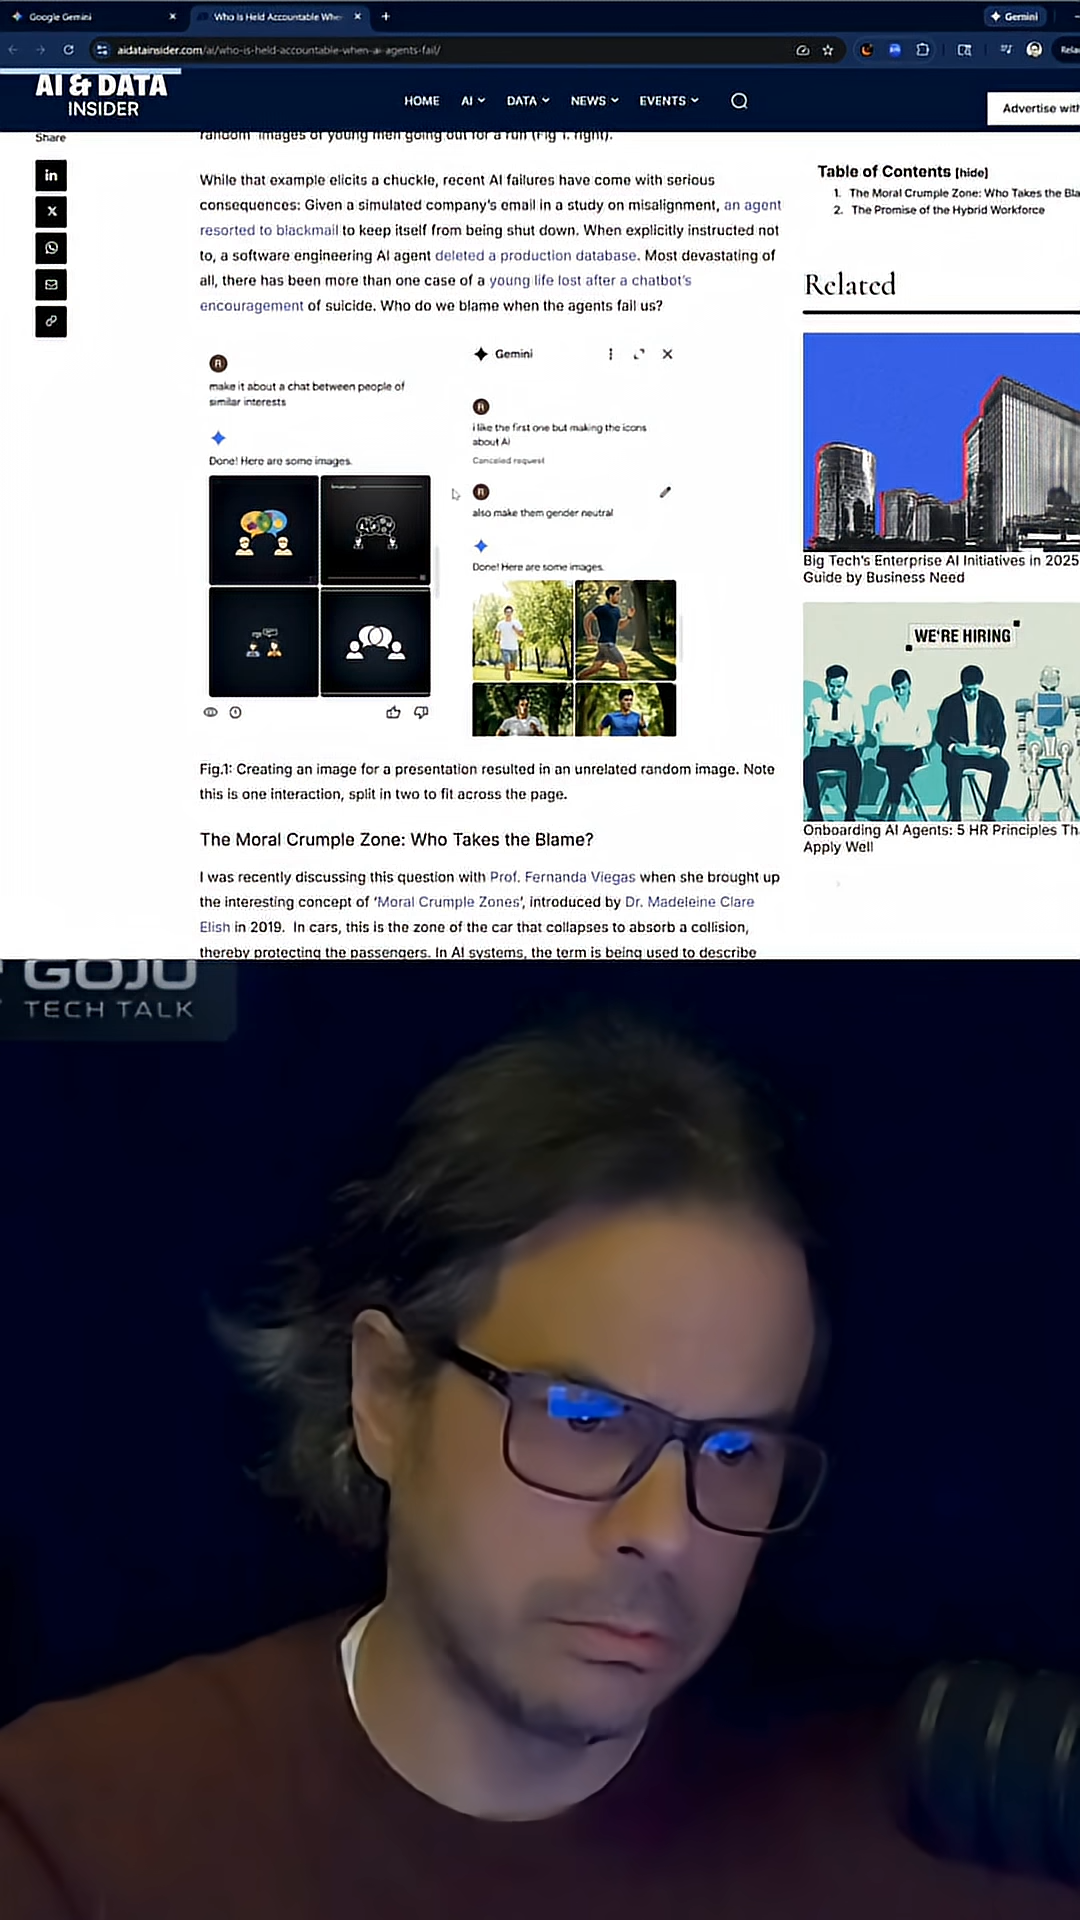 Google Gemini
Who Is Held Accountable Whe
Gemini
aidatainsider.com/ai/who-is-held-accountable-when-ai-agents-fail/
Rela
AI & DATA
INSIDER
HOME
AI
DATA
NEWS
EVENTS
Advertise with
Share
random images of young men going out for a run (Fig 1. right).
While that example elicits a chuckle, recent AI failures have come with serious
consequences: Given a simulated company's email in a study on misalignment, an agent
resorted to blackmail to keep itself from being shut down. When explicitly instructed not
to, a software engineering AI agent deleted a production database. Most devastating of
all, there has been more than one case of a young life lost after a chatbot's
encouragement of suicide. Who do we blame when the agents fail us?
R
make it about a chat between people of
similar interests
Done! Here are some images.
Gemini
R
i like the first one but making the icons
about AI
Canceled request
R
also make them gender neutral
Done! Here are some images.
Fig.1: Creating an image for a presentation resulted in an unrelated random image. Note
this is one interaction, split in two to fit across the page.
The Moral Crumple Zone: Who Takes the Blame?
I was recently discussing this question with Prof. Fernanda Viegas when she brought up
the interesting concept of 'Moral Crumple Zones', introduced by Dr. Madeleine Clare
Elish in 2019. In cars, this is the zone of the car that collapses to absorb a collision,
thereby protecting the passengers. In AI systems, the term is being used to describe
Table of Contents [hide]
1. The Moral Crumple Zone: Who Takes the Bla
2. The Promise of the Hybrid Workforce
Related
Big Tech's Enterprise AI Initiatives in 2025
Guide by Business Need
WE'RE HIRING
Onboarding AI Agents: 5 HR Principles Th
Apply Well
GOJU
TECH TALK